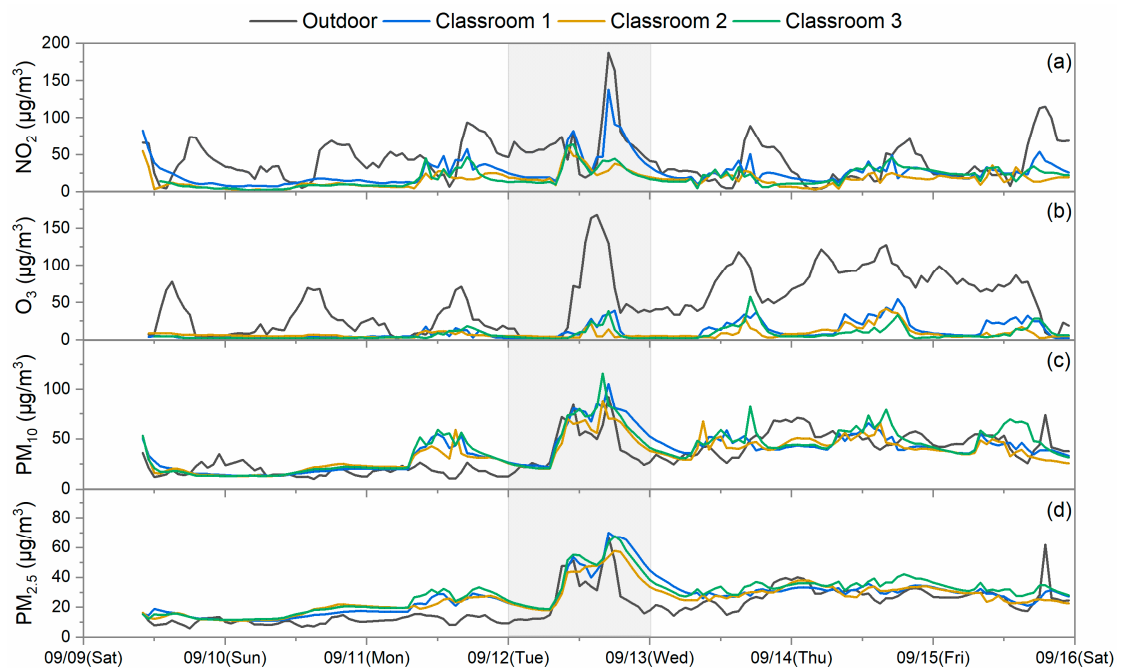 Outdoor Classroom 1 Classroom 2 Classroom 3
(a)
NO2 (μg/m3)
200
150
100
50
0
(b)
O3 (μg/m3)
150
100
50
0
(c)
PM10 (μg/m3)
100
50
0
(d)
PM2.5 (μg/m3)
80
60
40
20
0
09/09(Sat) 09/10(Sun) 09/11(Mon) 09/12(Tue) 09/13(Wed) 09/14(Thu) 09/15(Fri) 09/16(Sat)